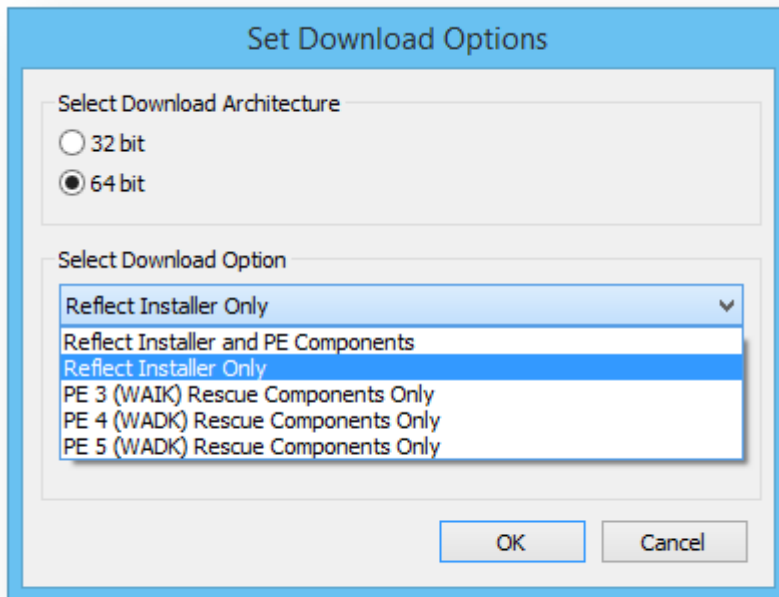 Set Download Options
Select Download Architecture
32 bit
64 bit
Select Download Option
Reflect Installer Only
Reflect Installer and PE Components
Reflect Installer Only
PE 3 (WAIK) Rescue Components Only
PE 4 (WADK) Rescue Components Only
PE 5 (WADK) Rescue Components Only
OK Cancel